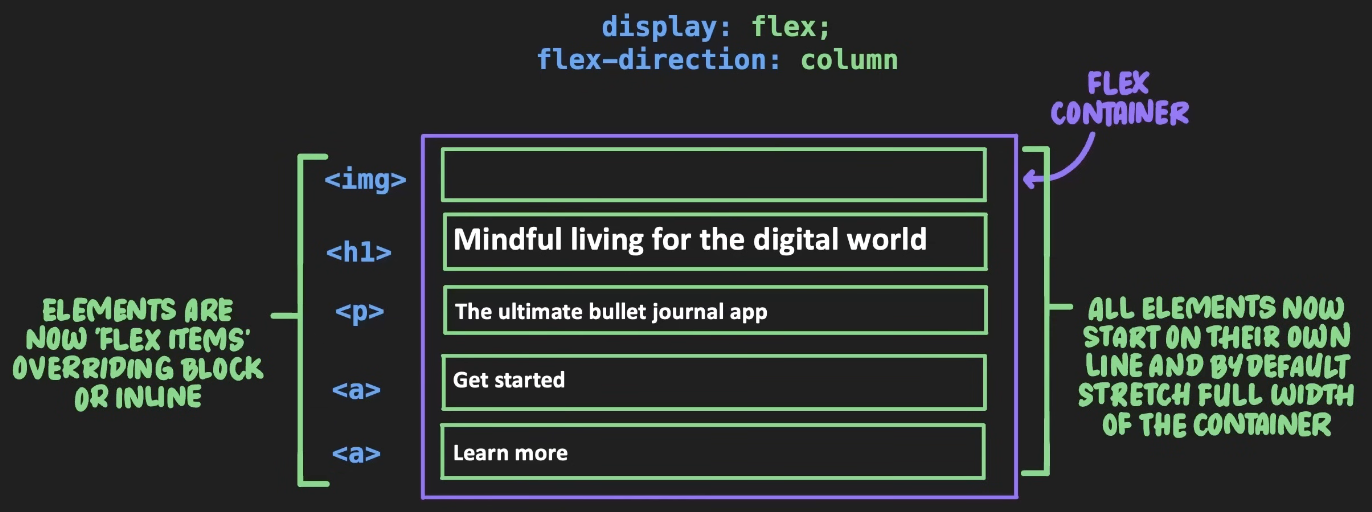 display: flex;
flex-direction: column
FLEX
CONTAINER
<img>
<h1>
<p>
<a>
<a>
Mindful living for the digital world
The ultimate bullet journal app
Get started
Learn more
ELEMENTS ARE
NOW 'FLEX ITEMS'
OVERRIDING BLOCK
OR INLINE
ALL ELEMENTS NOW
START ON THEIR OWN
LINE AND BY DEFAULT
STRETCH FULL WIDTH
OF THE CONTAINER